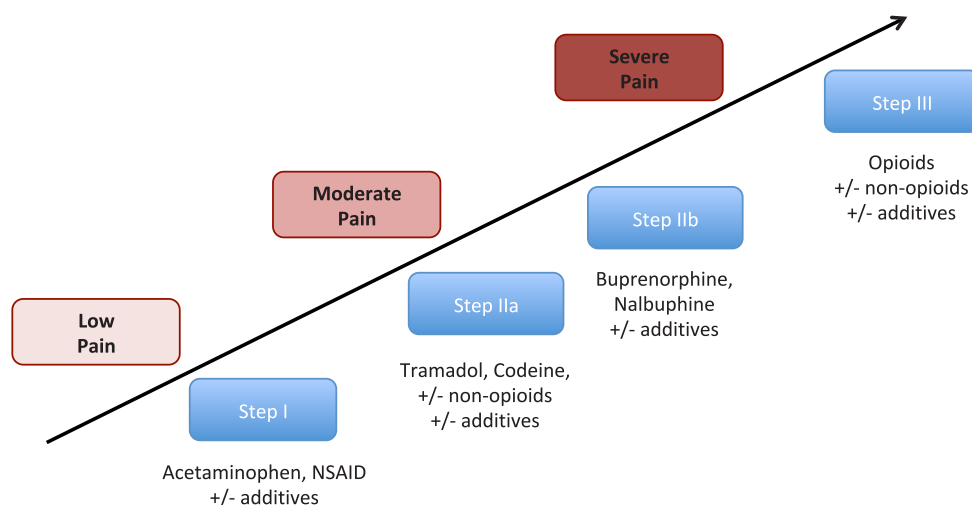 Severe
Pain
Step III
Opioids
+/- non-opioids
+/- additives
Moderate
Pain
Step IIb
Buprenorphine,
Nalbuphine
+/- additives
Step IIa
Tramadol, Codeine,
+/- non-opioids
+/- additives
Low
Pain
Step I
Acetaminophen, NSAID
+/- additives